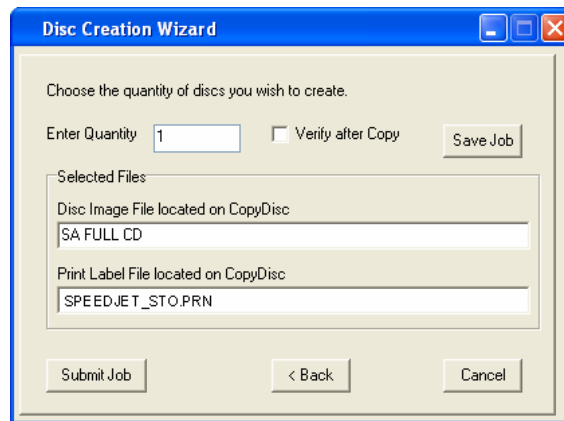 Disc Creation Wizard
Choose the quantity of discs you wish to create.
Enter Quantity 1 Verify after Copy Save Job
Selected Files
Disc Image File located on CopyDisc
SA FULL CD
Print Label File located on CopyDisc
SPEEDJET_STO.PRN
Submit Job < Back Cancel